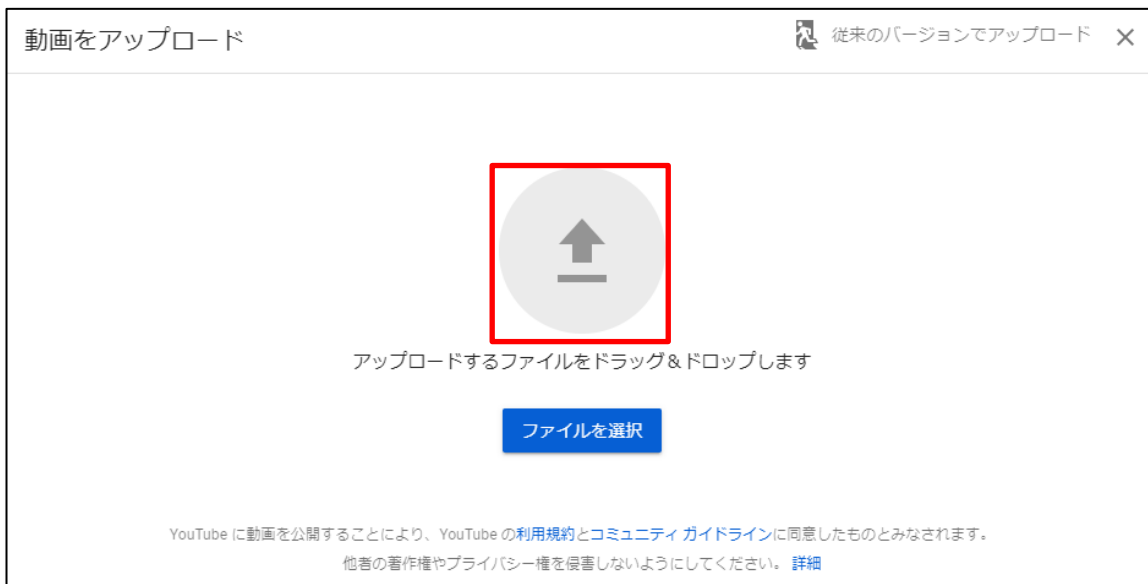 動画をアップロード
従来のバージョンでアップロード
アップロードするファイルをドラッグ＆ドロップします
ファイルを選択
YouTube に動画を公開することにより、YouTube の利用規約とコミュニティ ガイドラインに同意したものとみなされます。
他者の著作権やプライバシー権を侵害しないようにしてください。 詳細